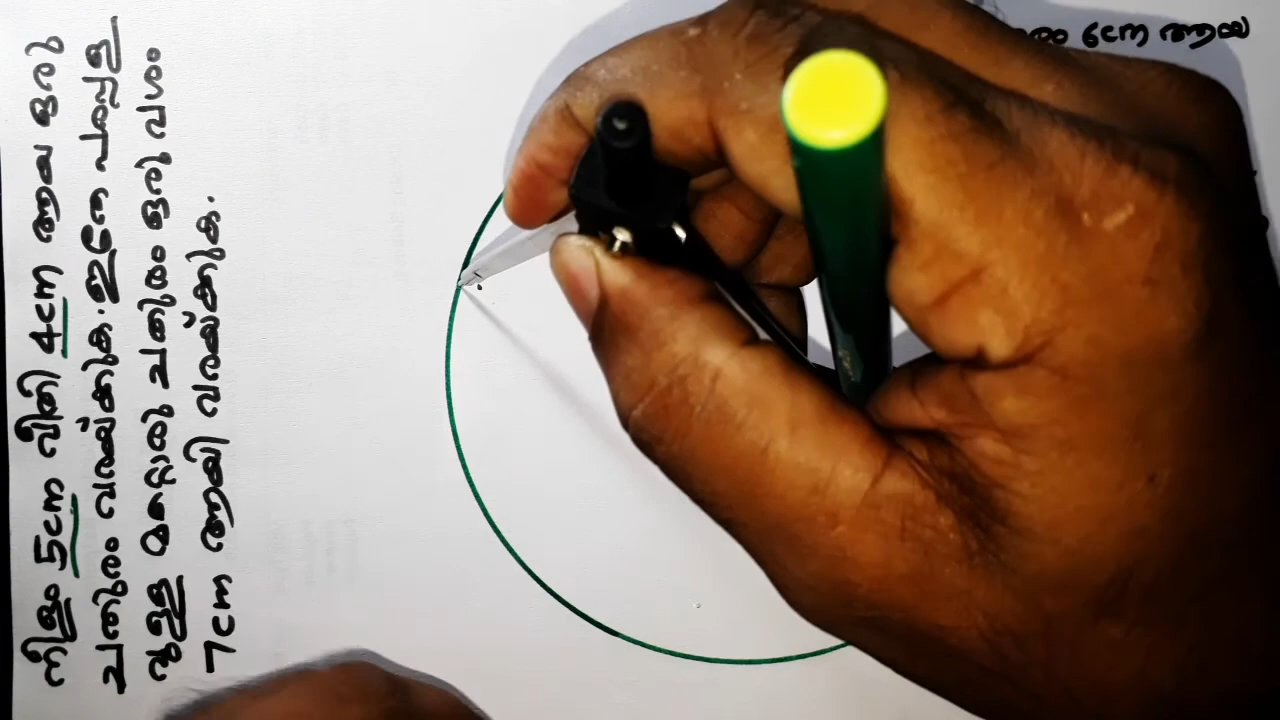 നീളം 5cm വീതി 4cm ആയ ഒരു
ചതുരം വരയ്ക്കുക. ഇതേ പരപ്പള
വുള്ള മറ്റൊരു ചതുരം ഒരു വശം
7cm ആയി വരയ്ക്കുക.
6cm ആയ